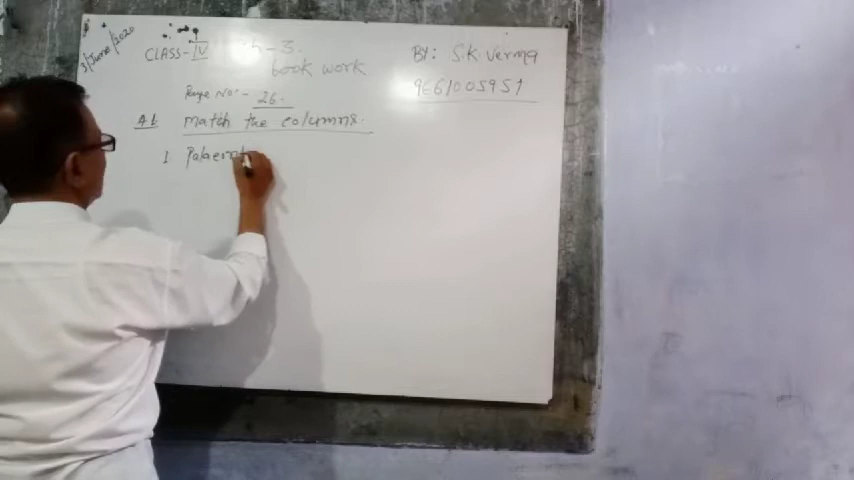 3/June/2020
CLASS-IV Ch-3.
book work
By: S.K Verma
9661005951
Page No:- 26.
A1 Match the columns.
1.